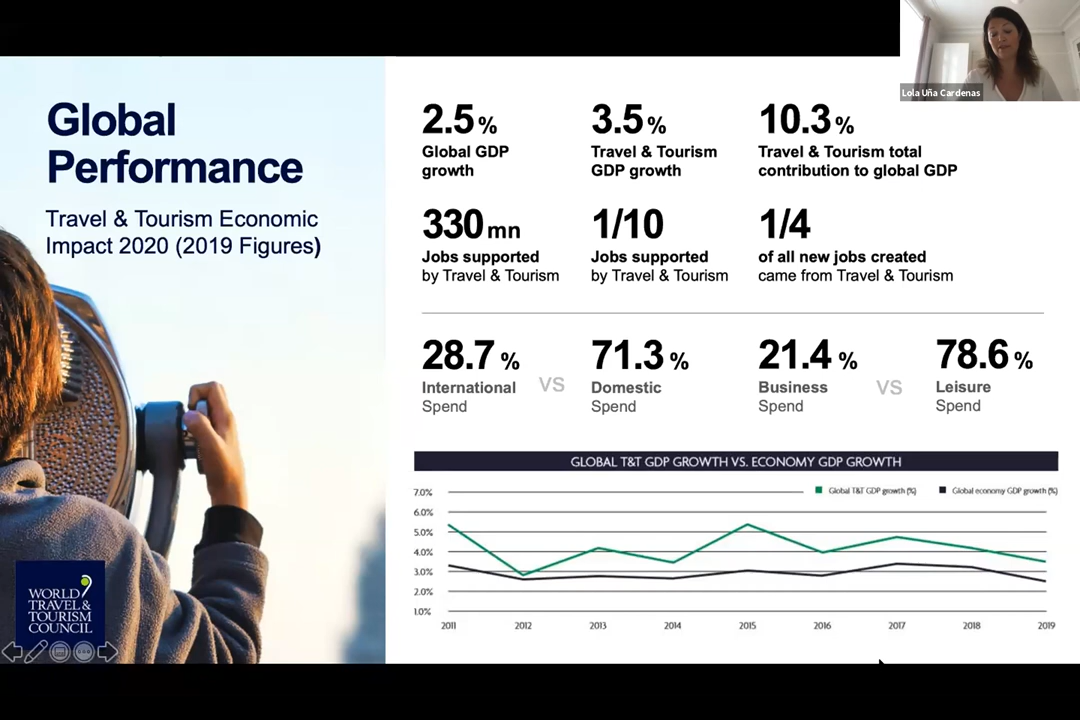 Lola Uña Cardenas
Global
Performance
Travel & Tourism Economic
Impact 2020 (2019 Figures)
2.5 %
Global GDP
growth
3.5 %
Travel & Tourism
GDP growth
10.3 %
Travel & Tourism total
contribution to global GDP
330 mn
Jobs supported
by Travel & Tourism
1/10
Jobs supported
by Travel & Tourism
1/4
of all new jobs created
came from Travel & Tourism
28.7 %
International
Spend
VS
71.3 %
Domestic
Spend
21.4 %
Business
Spend
VS
78.6 %
Leisure
Spend
GLOBAL T&T GDP GROWTH VS. ECONOMY GDP GROWTH
Global T&T GDP growth (%)
Global economy GDP growth (%)
7.0%
6.0%
5.0%
4.0%
3.0%
2.0%
1.0%
2011 2012 2013 2014 2015 2016 2017 2018 2019
WORLD
TRAVEL &
TOURISM
COUNCIL